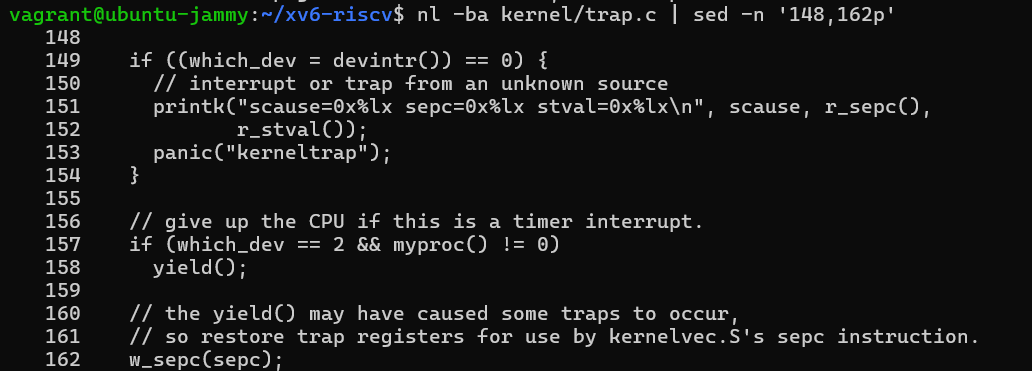 vagrant@ubuntu-jammy:~/xv6-riscv$ nl -ba kernel/trap.c | sed -n '148,162p'
   148
   149    if ((which_dev = devintr()) == 0) {
   150      // interrupt or trap from an unknown source
   151      printk("scause=0x%lx sepc=0x%lx stval=0x%lx\n", scause, r_sepc(),
   152             r_stval());
   153      panic("kerneltrap");
   154    }
   155
   156    // give up the CPU if this is a timer interrupt.
   157    if (which_dev == 2 && myproc() != 0)
   158      yield();
   159
   160    // the yield() may have caused some traps to occur,
   161    // so restore trap registers for use by kernelvec.S's sepc instruction.
   162    w_sepc(sepc);